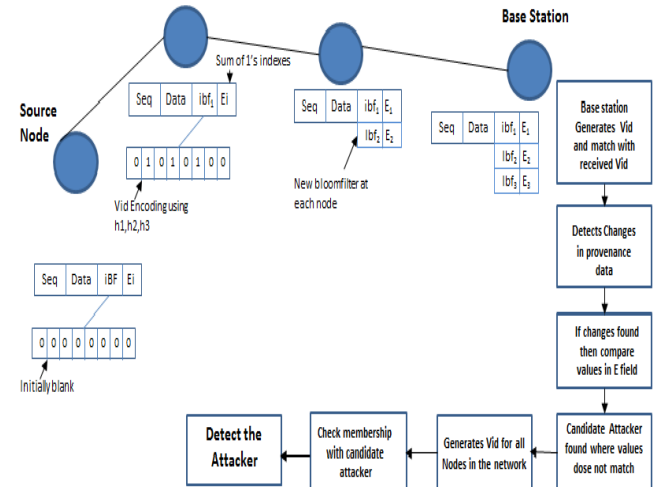 Base Station
Sum of 1's indexes
Seq Data ibf₁ Ei
Source
Node
0 1 0 1 0 1 0 0
Vid Encoding using
h1,h2,h3
Seq Data ibf₁ E₁
Ibf₂ E₂
New bloomfilter at
each node
Seq Data ibf₁ E₁
Ibf₂ E₂
Ibf₃ E₃
Seq Data iBF Ei
0 0 0 0 0 0 0 0
Initially blank
Base station
Generates Vid
and match with
received Vid
Detects Changes
in provenance
data
If changes found
then compare
values in E field
Candidate Attacker
found where values
dose not match
Generates Vid for all
Nodes in the network
Check membership
with candidate
attacker
Detect the
Attacker